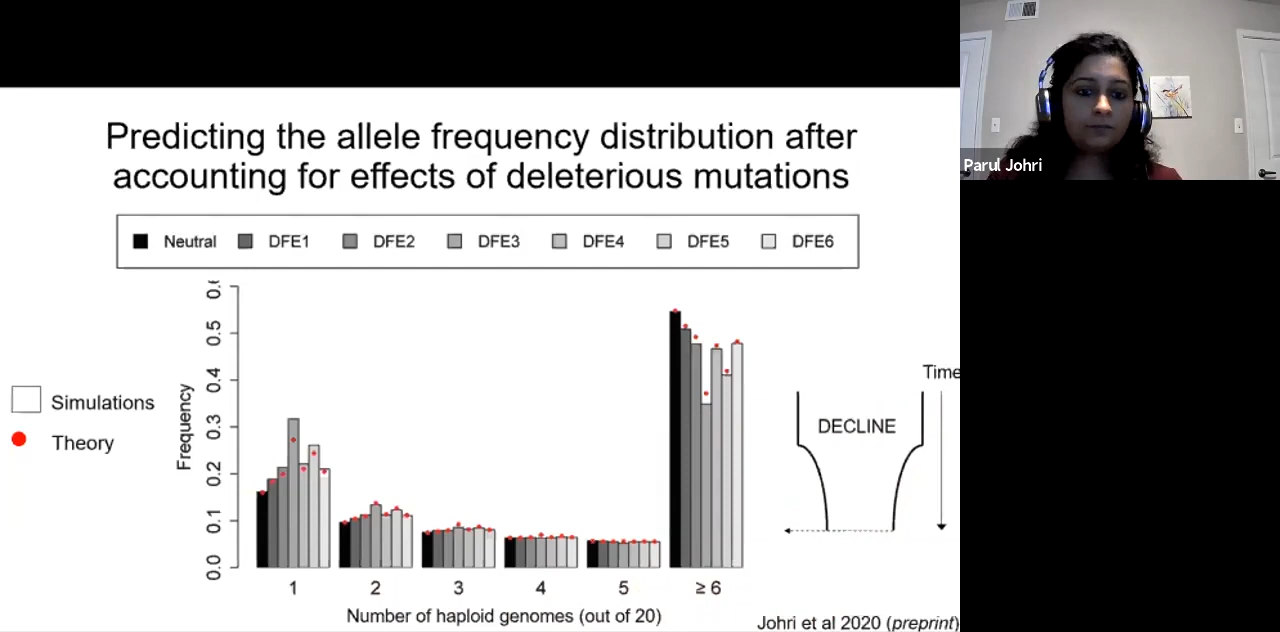 Predicting the allele frequency distribution after
accounting for effects of deleterious mutations
Neutral DFE1 DFE2 DFE3 DFE4 DFE5 DFE6
Simulations
Theory
Frequency
0.0 0.1 0.2 0.3 0.4 0.5 0.6
1 2 3 4 5 ≥ 6
Number of haploid genomes (out of 20)
Time
DECLINE
Johri et al 2020 (preprint)
Parul Johri